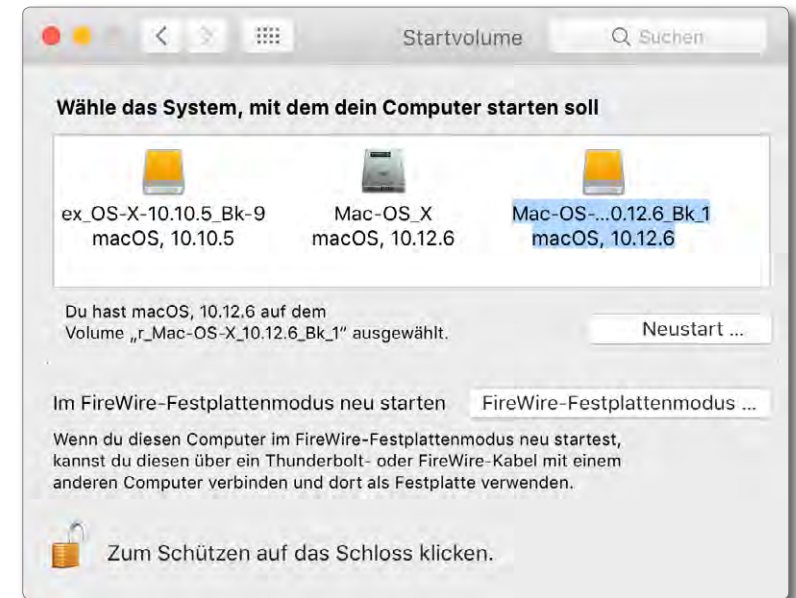 Startvolume
Suchen
Wähle das System, mit dem dein Computer starten soll
ex_OS-X-10.10.5_Bk-9
macOS, 10.10.5
Mac-OS_X
macOS, 10.12.6
Mac-OS-...0.12.6_Bk_1
macOS, 10.12.6
Du hast macOS, 10.12.6 auf dem
Volume „r_Mac-OS-X_10.12.6_Bk_1“ ausgewählt.
Neustart ...
Im FireWire-Festplattenmodus neu starten
FireWire-Festplattenmodus ...
Wenn du diesen Computer im FireWire-Festplattenmodus neu startest,
kannst du diesen über ein Thunderbolt- oder FireWire-Kabel mit einem
anderen Computer verbinden und dort als Festplatte verwenden.
Zum Schützen auf das Schloss klicken.